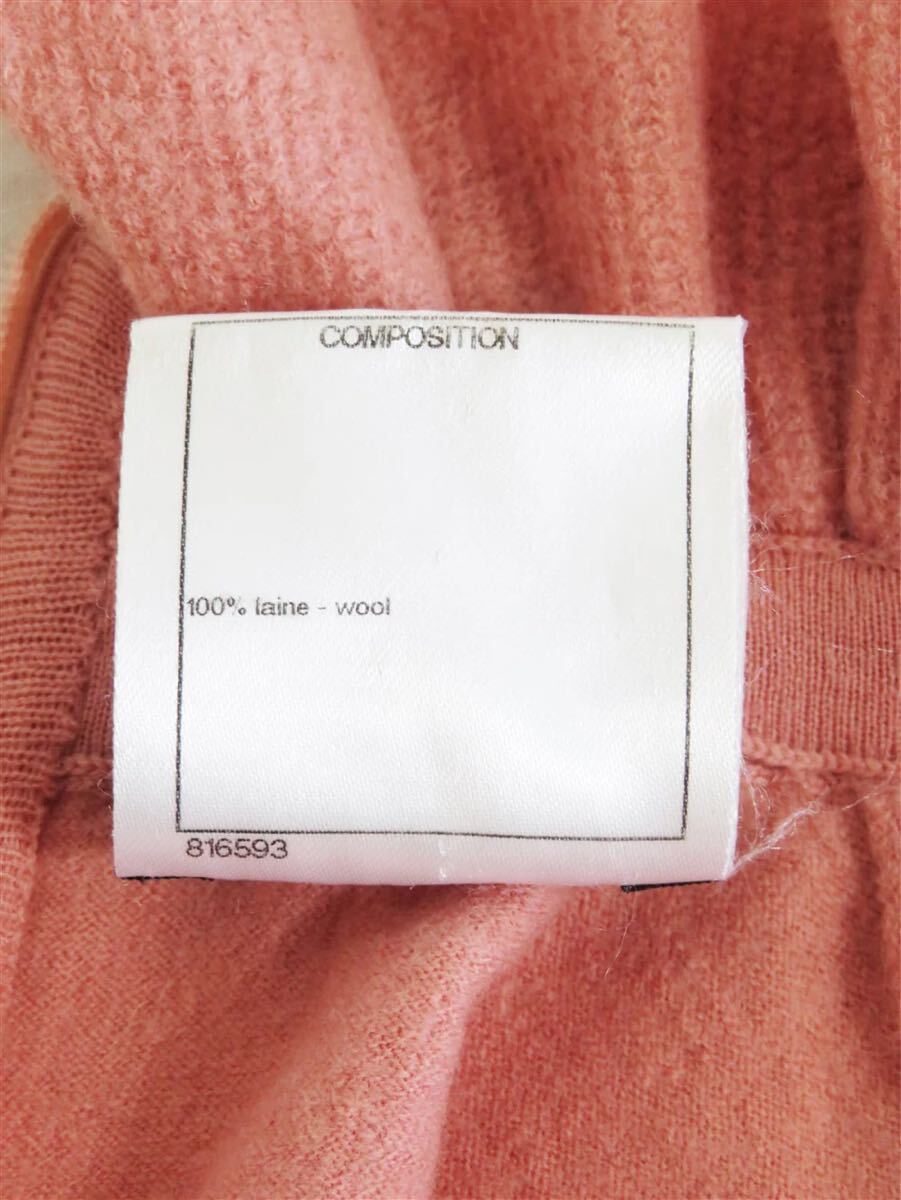 COMPOSITION
100% laine - wool
816593